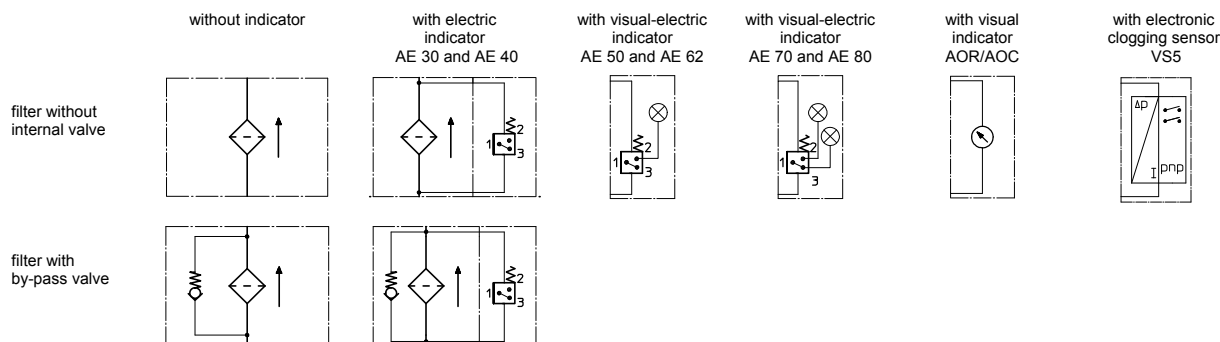 without indicator
with electric
indicator
AE 30 and AE 40
with visual-electric
indicator
AE 50 and AE 62
with visual-electric
indicator
AE 70 and AE 80
with visual
indicator
AOR/AOC
with electronic
clogging sensor
VS5
filter without
internal valve
1
2
3
1
2
3
1
2
3
Δp
I
pnp
filter with
by-pass valve
1
2
3